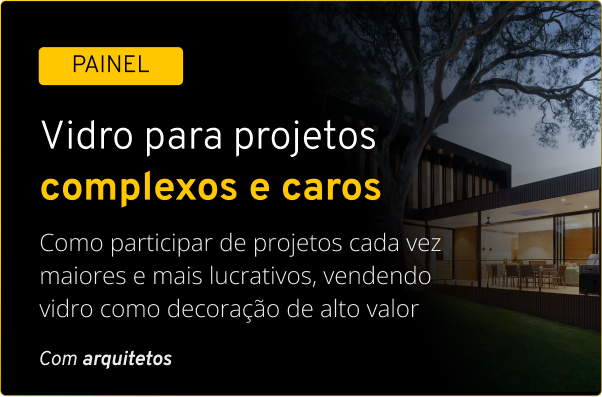 PAINEL
Vidro para projetos
complexos e caros
Como participar de projetos cada vez
maiores e mais lucrativos, vendendo
vidro como decoração de alto valor
Com arquitetos